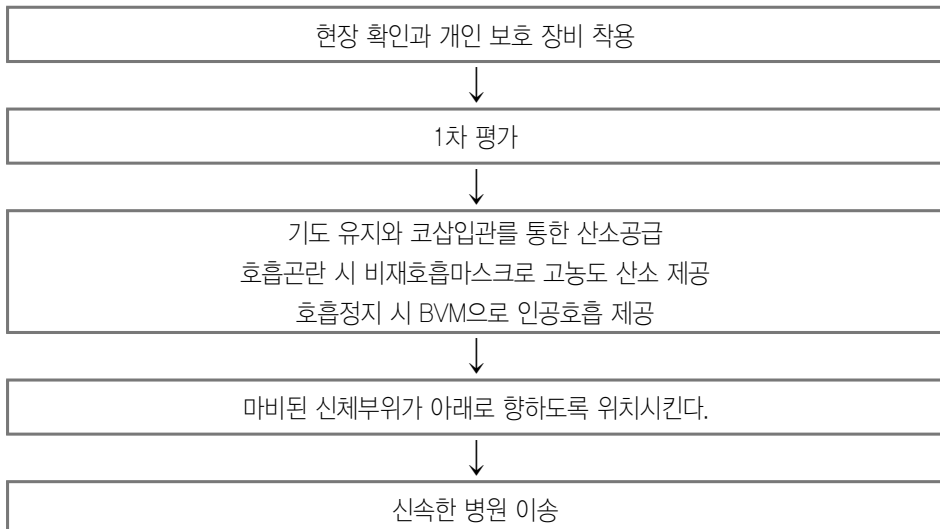 현장 확인과 개인 보호 장비 착용
1차 평가
기도 유지와 코삽입관를 통한 산소공급
호흡곤란 시 비재호흡마스크로 고농도 산소 제공
호흡정지 시 BVM으로 인공호흡 제공
마비된 신체부위가 아래로 향하도록 위치시킨다.
신속한 병원 이송